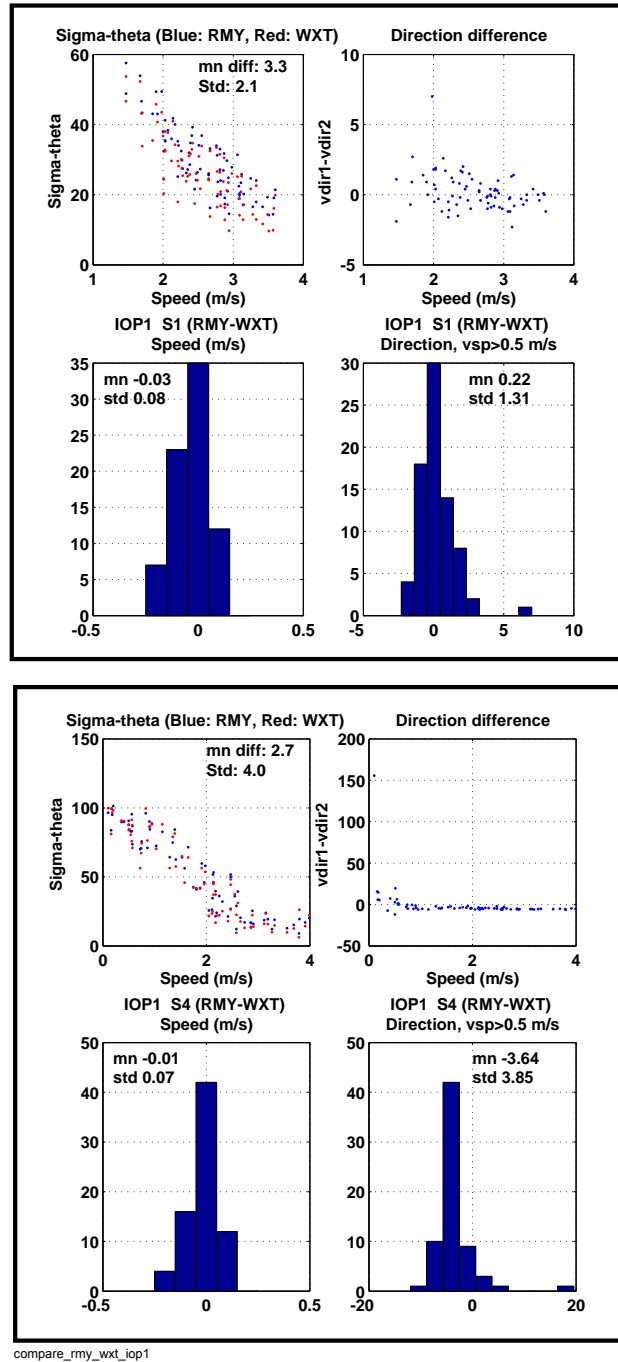 Sigma-theta (Blue: RMY, Red: WXT)
Direction difference
mn diff: 3.3
Std: 2.1
Sigma-theta
60
40
20
0
1 2 3 4
Speed (m/s)
vdir1-vdir2
10
5
0
-5
1 2 3 4
Speed (m/s)
IOP1 S1 (RMY-WXT)
Speed (m/s)
mn -0.03
std 0.08
35
30
25
20
15
10
5
0
-0.5 0 0.5
IOP1 S1 (RMY-WXT)
Direction, vsp>0.5 m/s
mn 0.22
std 1.31
30
25
20
15
10
5
0
-5 0 5 10
Sigma-theta (Blue: RMY, Red: WXT)
Direction difference
mn diff: 2.7
Std: 4.0
Sigma-theta
150
100
50
0
0 2 4
Speed (m/s)
vdir1-vdir2
200
150
100
50
0
-50
0 2 4
Speed (m/s)
IOP1 S4 (RMY-WXT)
Speed (m/s)
mn -0.01
std 0.07
50
40
30
20
10
0
-0.5 0 0.5
IOP1 S4 (RMY-WXT)
Direction, vsp>0.5 m/s
mn -3.64
std 3.85
50
40
30
20
10
0
-20 0 20
compare_rmy_wxt_iop1